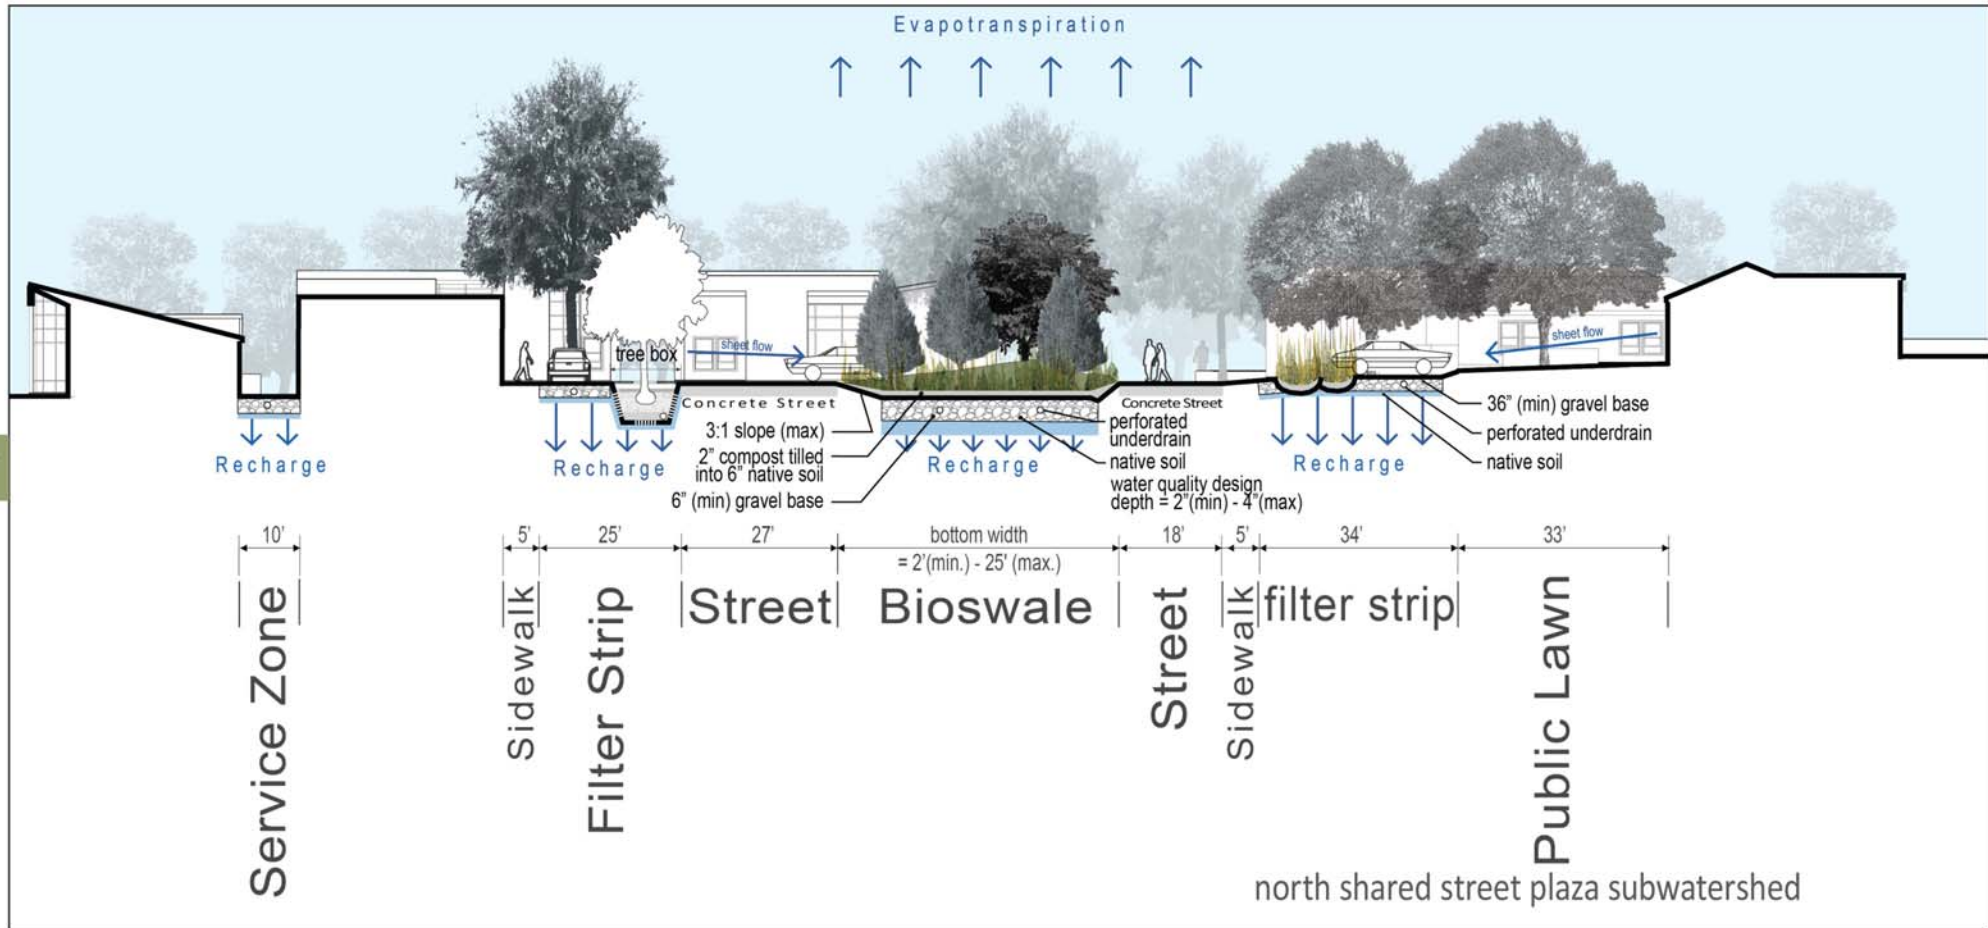 Evapotranspiration
tree box
sheet flow
sheet flow
Concrete Street
Concrete Street
3:1 slope (max)
2" compost tilled
into 6" native soil
6" (min) gravel base
perforated
underdrain
native soil
water quality design
depth = 2"(min) - 4"(max)
36" (min) gravel base
perforated underdrain
native soil
Recharge
Recharge
Recharge
Recharge
10'
5'
25'
27'
bottom width
= 2'(min.) - 25' (max.)
18'
5'
34'
33'
Service Zone
Sidewalk
Filter Strip
Street
Bioswale
Street
Sidewalk
filter strip
Public Lawn
north shared street plaza subwatershed